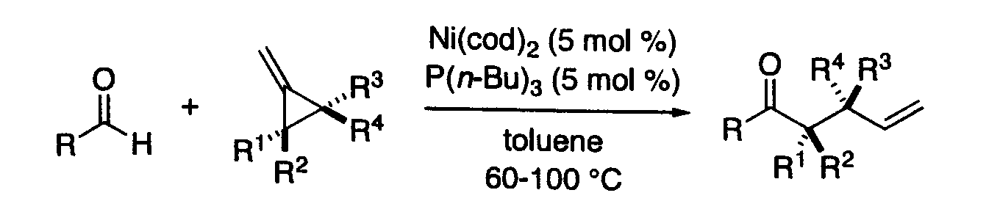 Ni(cod)₂ (5 mol %)
P(n-Bu)₃ (5 mol %)
toluene
60-100 °C
O
R H
+
R³
R⁴
R¹
R²
O R⁴ R³
R
R¹ R²